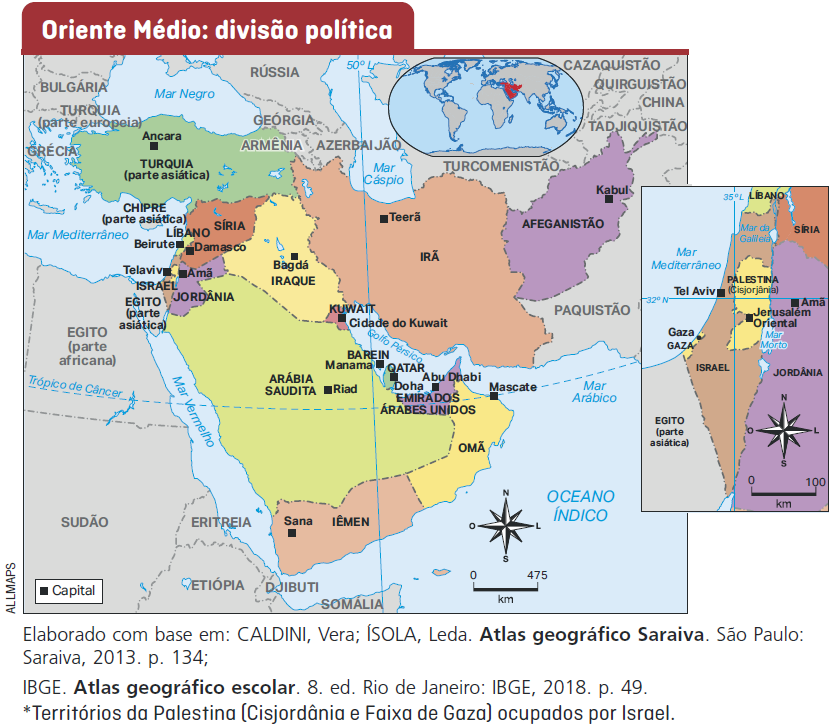 Oriente Médio: divisão política
50º L
RÚSSIA
CAZAQUISTÃO
BULGÁRIA
Mar Negro
QUIRGUISTÃO
CHINA
TURQUIA
(parte europeia)
GEÓRGIA
TADJIQUISTÃO
Ancara
GRÉCIA
ARMÊNIA
AZERBAIJÃO
TURQUIA
(parte asiática)
Mar
Cáspio
TURCOMENISTÃO
Kabul
CHIPRE
(parte asiática)
Teerã
AFEGANISTÃO
SÍRIA
LÍBANO
Mar Mediterrâneo
Beirute
Damasco
IRÃ
Bagdá
IRAQUE
Telaviv
Amã
ISRAEL
JORDÂNIA
EGITO
(parte
asiática)
KUWAIT
Cidade do Kuwait
PAQUISTÃO
EGITO
(parte
africana)
Golfo Pérsico
BAREIN
Manama
QATAR
Doha
Abu Dhabi
EMIRADOS
ÁRABES UNIDOS
Mascate
Mar
Arábico
Trópico de Câncer
ARÁBIA
SAUDITA
Riad
Mar Vermelho
OMÃ
OCEANO
ÍNDICO
SUDÃO
ERITREIA
Sana
IÊMEN
N
O
L
S
0
475
km
ETIÓPIA
DJIBUTI
SOMÁLIA
Capital
ALLMAPS
35º L
LÍBANO
SÍRIA
Mar da
Galileia
Mar
Mediterrâneo
PALESTINA
(Cisjorjânia)
Tel Aviv
32º N
Amã
Jerusalém
Oriental
Gaza
GAZA
Mar
Morto
ISRAEL
JORDÂNIA
EGITO
(parte
asiática)
N
O
L
S
0
100
km
Elaborado com base em: CALDINI, Vera; ÍSOLA, Leda. Atlas geográfico Saraiva. São Paulo:
Saraiva, 2013. p. 134;
IBGE. Atlas geográfico escolar. 8. ed. Rio de Janeiro: IBGE, 2018. p. 49.
*Territórios da Palestina (Cisjordânia e Faixa de Gaza) ocupados por Israel.